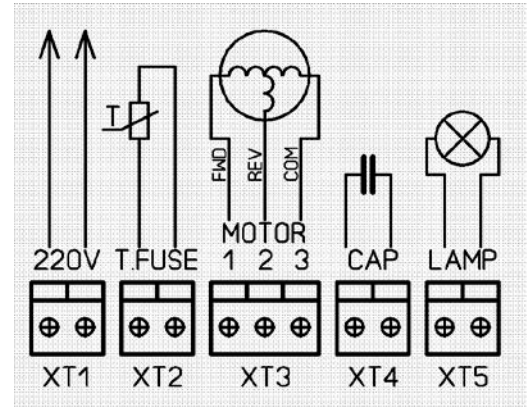 T
FWD REV COM
MOTOR
220V T.FUSE 1 2 3 CAP LAMP
XT1 XT2 XT3 XT4 XT5